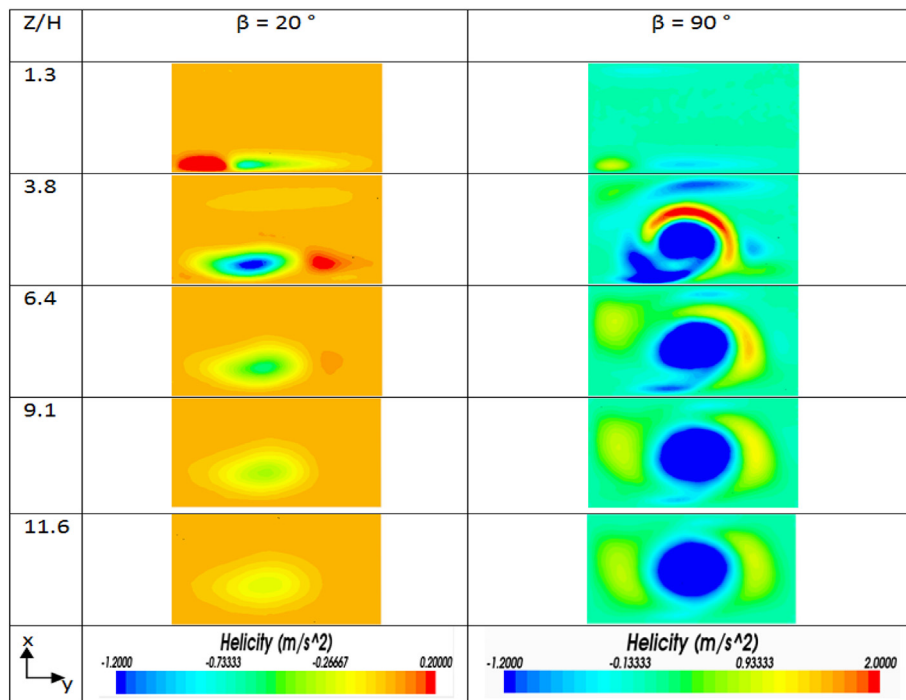 Z/H β = 20 ° β = 90 °
1.3
3.8
6.4
9.1
11.6
x
y
Helicity (m/s^2)
-1.2000 -0.73333 -0.26667 0.20000
Helicity (m/s^2)
-1.2000 -0.13333 0.93333 2.0000